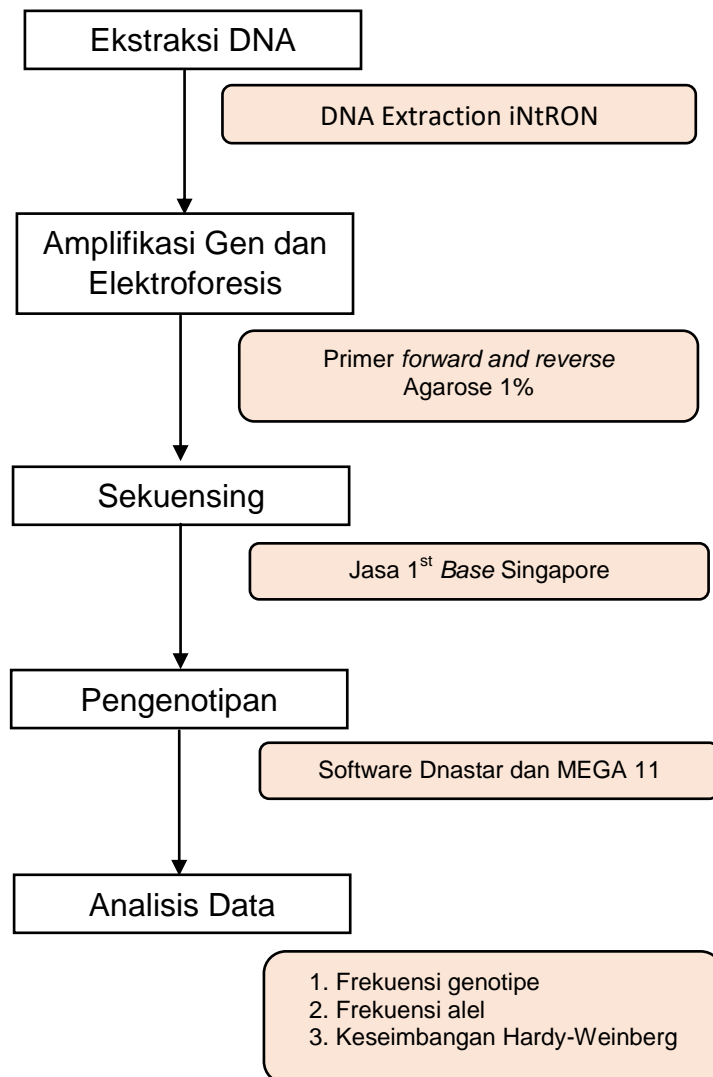 Ekstraksi DNA
DNA Extraction iNtRON
Amplifikasi Gen dan
Elektroforesis
Primer forward and reverse
Agarose 1%
Sekuensing
Jasa 1st Base Singapore
Pengenotipan
Software Dnastar dan MEGA 11
Analisis Data
1. Frekuensi genotipe
2. Frekuensi alel
3. Keseimbangan Hardy-Weinberg